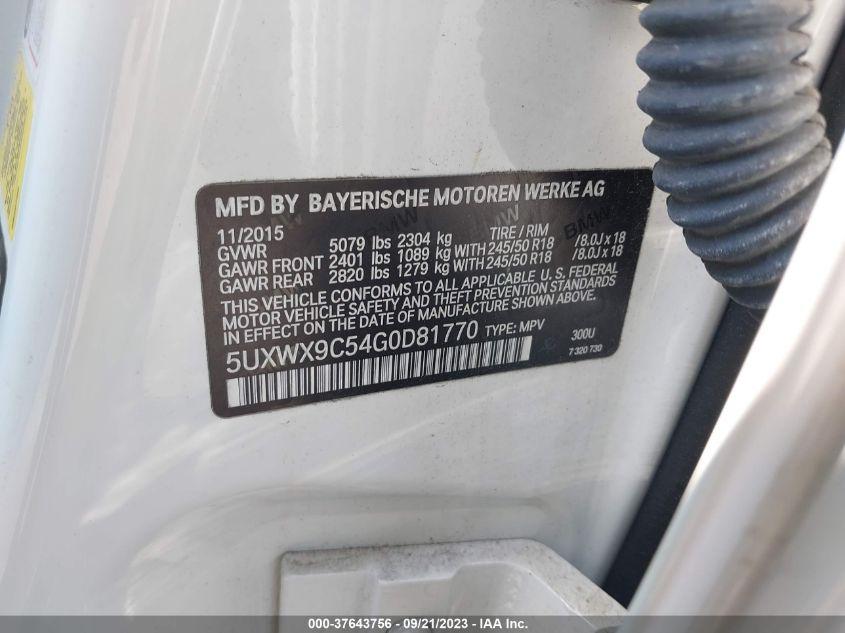 MFD BY BAYERISCHE MOTOREN WERKE AG
11/2015
GVWR 5079 lbs 2304 kg TIRE / RIM
GAWR FRONT 2401 lbs 1089 kg WITH 245/50 R18 /8.0J x 18
GAWR REAR 2820 lbs 1279 kg WITH 245/50 R18 /8.0J x 18
THIS VEHICLE CONFORMS TO ALL APPLICABLE U.S. FEDERAL
MOTOR VEHICLE SAFETY AND THEFT PREVENTION STANDARDS
IN EFFECT ON THE DATE OF MANUFACTURE SHOWN ABOVE.
5UXWX9C54G0D81770 TYPE: MPV 300U
7 320 730
000-37643756 - 09/21/2023 - IAAI Inc.